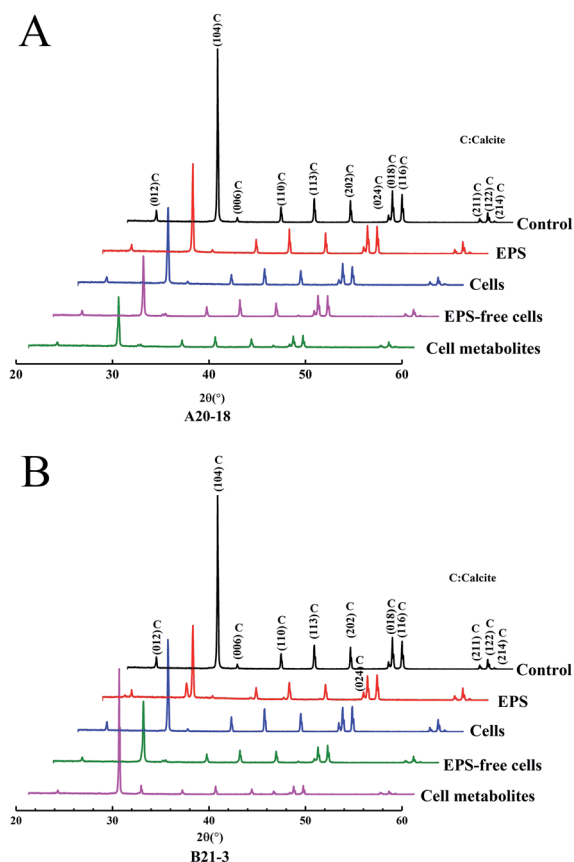 A
(104) C
C:Calcite
(012) C
(006) C
(110) C
(113) C
(202) C
(024) C
(018) C
(116) C
(211) C
(122) C
(214) C
Control
EPS
Cells
EPS-free cells
Cell metabolites
20 30 40 50 60
2θ(°)
A20-18
B
(104) C
C:Calcite
(012) C
(006) C
(110) C
(113) C
(202) C
(024) C
(018) C
(116) C
(211) C
(122) C
(214) C
Control
EPS
Cells
EPS-free cells
Cell metabolites
20 30 40 50 60
2θ(°)
B21-3